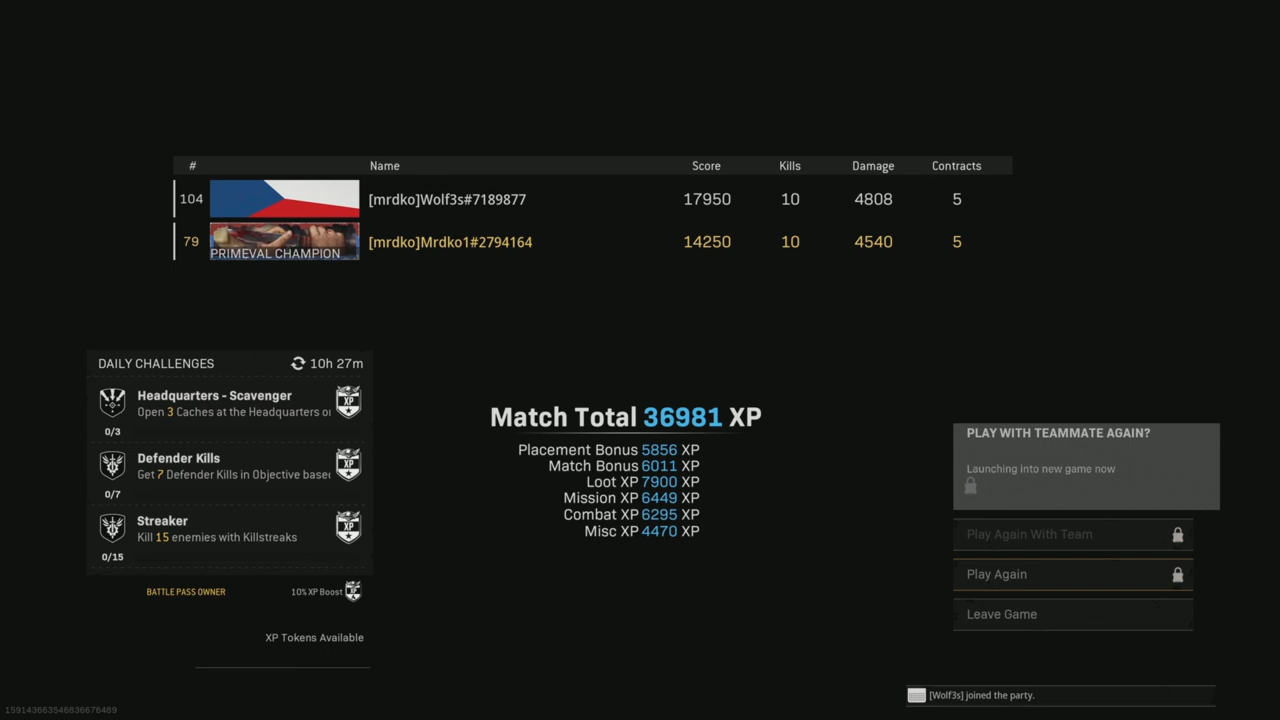 # Name Score Kills Damage Contracts
104 [mrdko]Wolf3s#7189877 17950 10 4808 5
79 PRIMEVAL CHAMPION [mrdko]Mrdko1#2794164 14250 10 4540 5
DAILY CHALLENGES 10h 27m
Headquarters - Scavenger
Open 3 Caches at the Headquarters or
XP
0/3
Defender Kills
Get 7 Defender Kills in Objective based
XP
0/7
Streaker
Kill 15 enemies with Killstreaks
XP
0/15
BATTLE PASS OWNER 10% XP Boost XP
XP Tokens Available
Match Total 36981 XP
Placement Bonus 5856 XP
Match Bonus 6011 XP
Loot XP 7900 XP
Mission XP 6449 XP
Combat XP 6295 XP
Misc XP 4470 XP
PLAY WITH TEAMMATE AGAIN?
Launching into new game now
Play Again With Team
Play Again
Leave Game
[Wolf3s] joined the party.
159143663546836676489